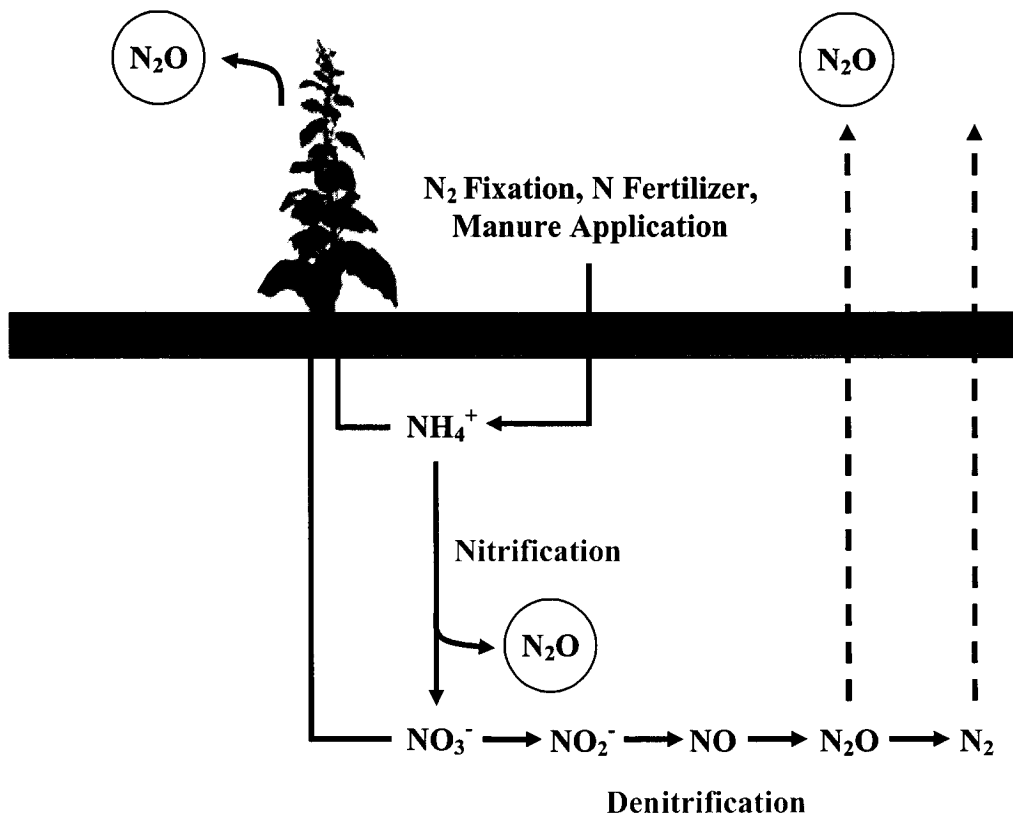 N₂O
N₂O
N₂ Fixation, N Fertilizer,
Manure Application
NH₄⁺
Nitrification
N₂O
NO₃⁻ NO₂⁻ NO N₂O N₂
Denitrification